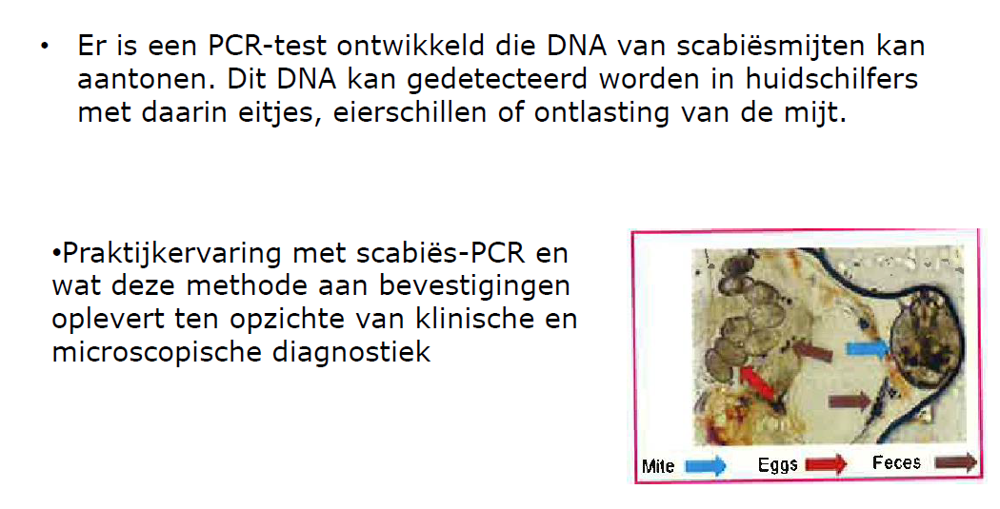 • Er is een PCR-test ontwikkeld die DNA van scabiësmijten kan
aantonen. Dit DNA kan gedetecteerd worden in huidschilfers
met daarin eitjes, eierschillen of ontlasting van de mijt.
•Praktijkervaring met scabiës-PCR en
wat deze methode aan bevestigingen
oplevert ten opzichte van klinische en
microscopische diagnostiek
Mite Eggs Feces